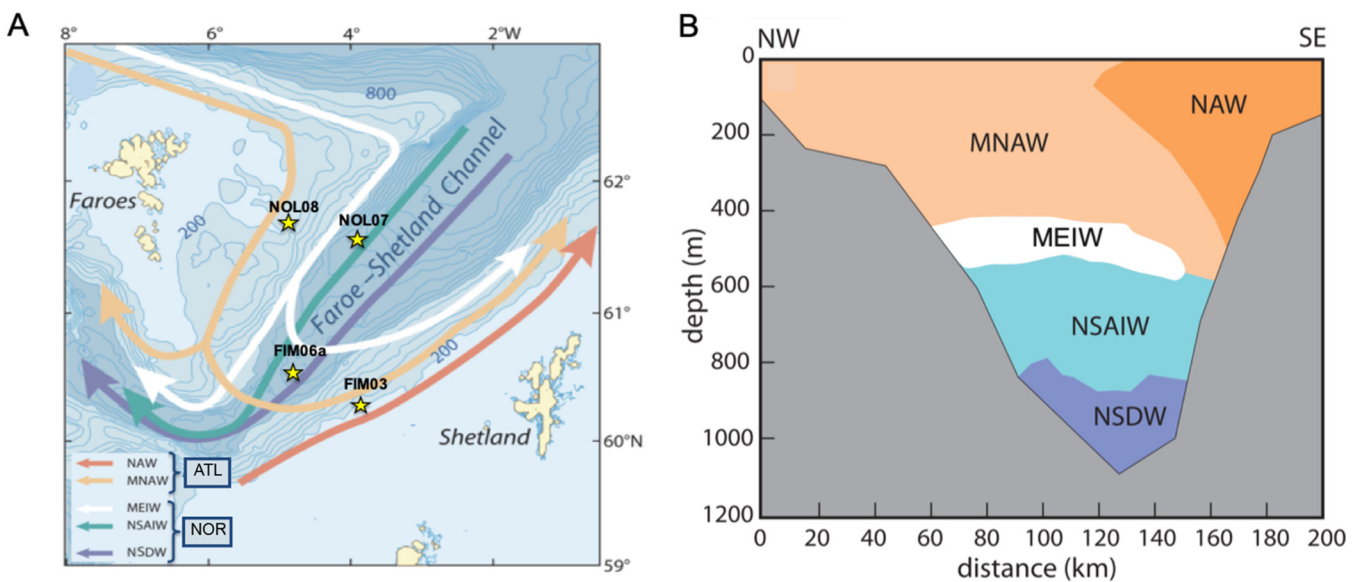 A
8°
6°
4°
2°W
800
Faroes
NOL08
NOL07
62°
200
Faroe-Shetland Channel
61°
FIM06a
200
FIM03
Shetland
60°N
NAW
MNAW
ATL
MEIW
NSAIW
NSDW
NOR
59°
B
NW
SE
0
200
400
600
800
1000
1200
depth (m)
NAW
MNAW
MEIW
NSAIW
NSDW
0 20 40 60 80 100 120 140 160 180 200
distance (km)